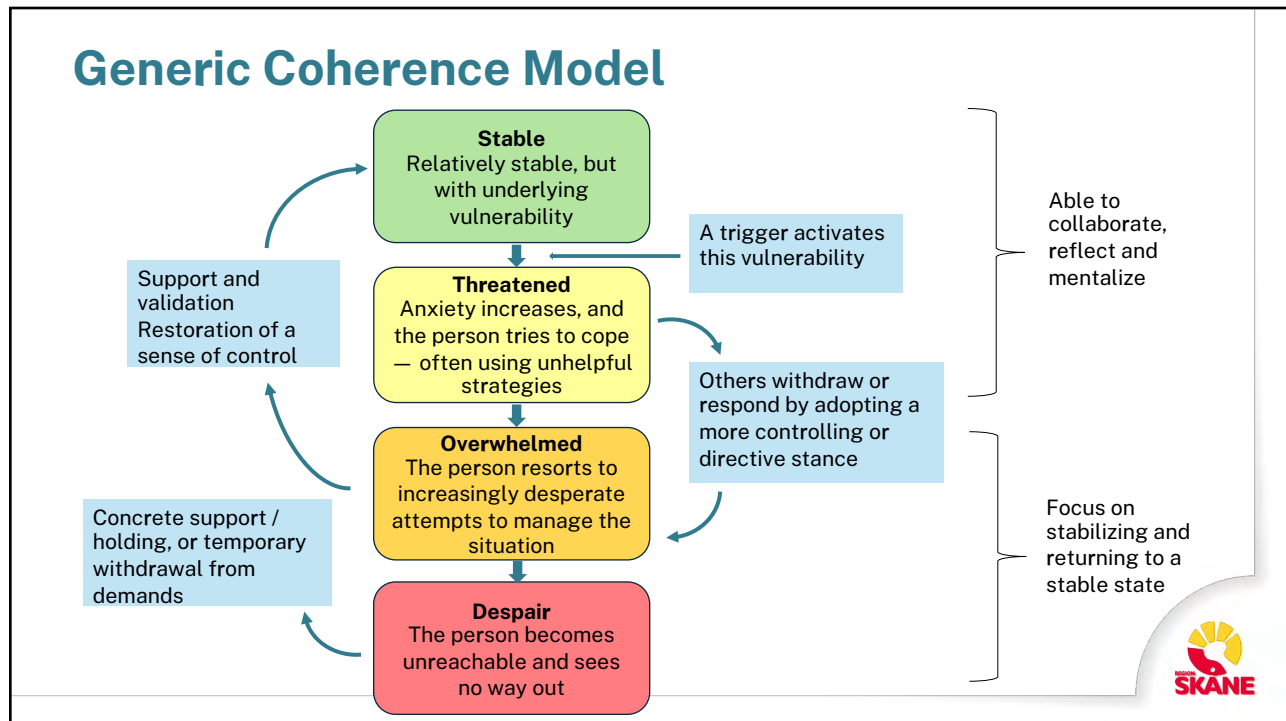 Generic Coherence Model
Stable
Relatively stable, but
with underlying
vulnerability
A trigger activates
this vulnerability
Able to
collaborate,
reflect and
mentalize
Support and
validation
Restoration of a
sense of control
Threatened
Anxiety increases, and
the person tries to cope
— often using unhelpful
strategies
Others withdraw or
respond by adopting a
more controlling or
directive stance
Overwhelmed
The person resorts to
increasingly desperate
attempts to manage the
situation
Concrete support /
holding, or temporary
withdrawal from
demands
Focus on
stabilizing and
returning to a
stable state
Despair
The person becomes
unreachable and sees
no way out
REGION
SKÅNE